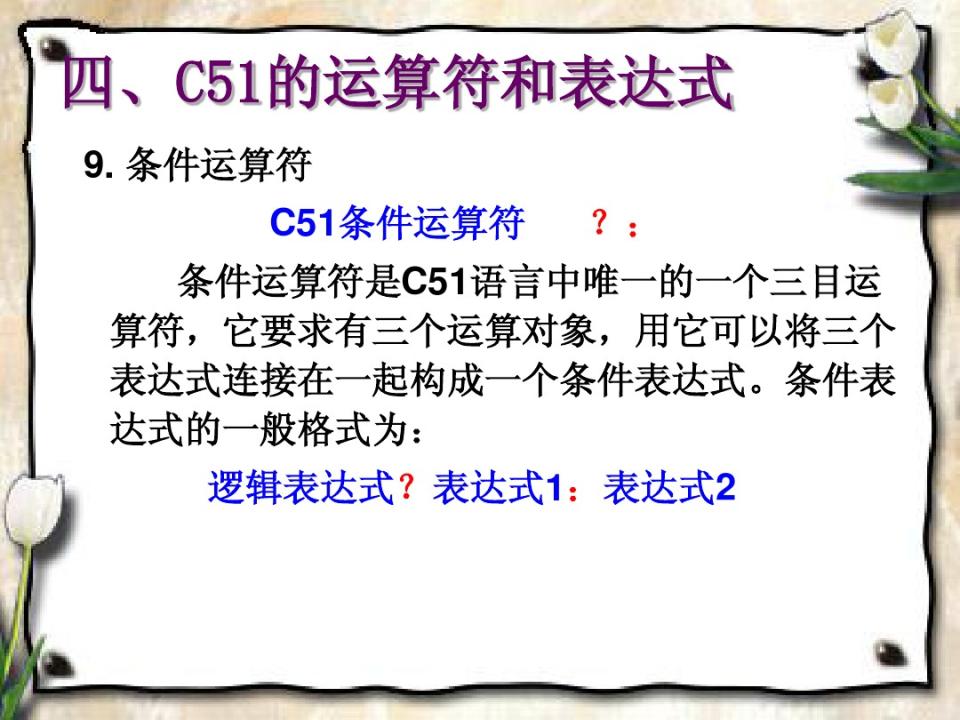 四、C51的运算符和表达式
9. 条件运算符
C51条件运算符 ？：
条件运算符是C51语言中唯一的一个三目运
算符，它要求有三个运算对象，用它可以将三个
表达式连接在一起构成一个条件表达式。条件表
达式的一般格式为：
逻辑表达式？表达式1：表达式2